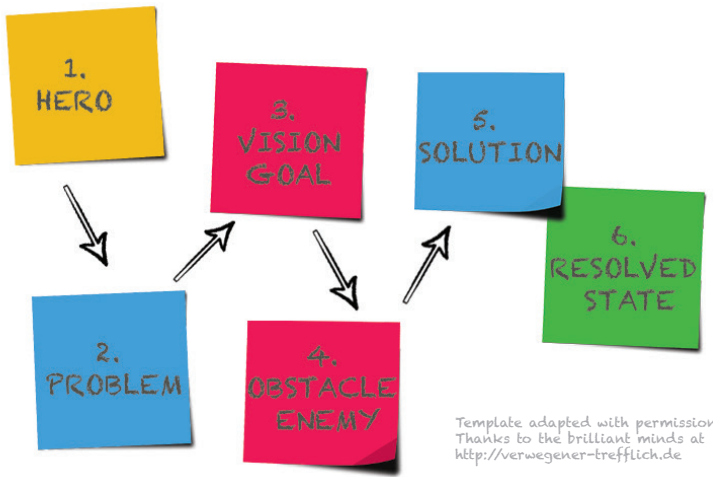 1.
HERO
2.
PROBLEM
3.
VISION
GOAL
4.
OBSTACLE
ENEMY
5.
SOLUTION
6.
RESOLVED
STATE
Template adapted with permission
Thanks to the brilliant minds at
http://verwegener-trefflich.de